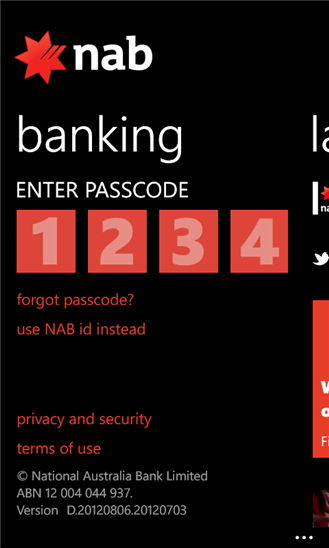 nab
banking
ENTER PASSCODE
1 2 3 4
forgot passcode?
use NAB id instead
privacy and security
terms of use
© National Australia Bank Limited
ABN 12 004 044 937.
Version D.20120806.20120703